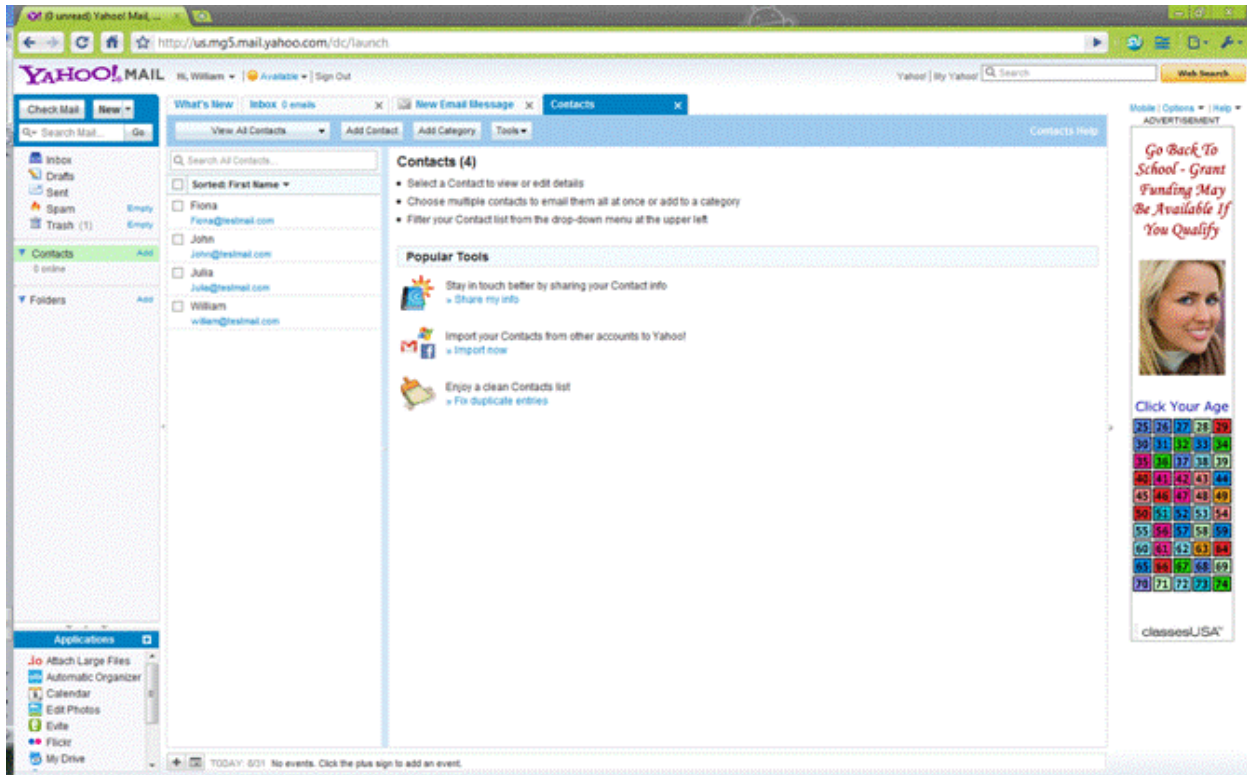 (0 unread) Yahoo! Mail, ...
http://us.mg5.mail.yahoo.com/dc/launch
YAHOO! MAIL Hi, William Available Sign Out
Yahoo! | My Yahoo! Search Web Search
Check Mail New
Search Mail... Go
Inbox
Drafts
Sent
Spam Empty
Trash (1) Empty
Contacts Add
0 online
Folders Add
Applications
.io Attach Large Files
Automatic Organizer
Calendar
Edit Photos
Evite
Flickr
My Drive
What's New Inbox 0 emails New Email Message Contacts
View All Contacts Add Contact Add Category Tools Contacts Help
Search All Contacts...
Sorted: First Name
Fiona
Fiona@testmail.com
John
John@testmail.com
Julia
Julia@testmail.com
William
william@testmail.com
Contacts (4)
• Select a Contact to view or edit details
• Choose multiple contacts to email them all at once or add to a category
• Filter your Contact list from the drop-down menu at the upper left
Popular Tools
Stay in touch better by sharing your Contact info
» Share my info
Import your Contacts from other accounts to Yahoo!
» Import now
Enjoy a clean Contacts list
» Fix duplicate entries
TODAY: 8/31 No events. Click the plus sign to add an event.
Mobile | Options | Help
ADVERTISEMENT
Go Back To
School - Grant
Funding May
Be Available If
You Qualify
Click Your Age
25 26 27 28 29
30 31 32 33 34
35 36 37 38 39
40 41 42 43 44
45 46 47 48 49
50 51 52 53 54
55 56 57 58 59
60 61 62 63 64
65 66 67 68 69
70 71 72 73 74
classesUSA